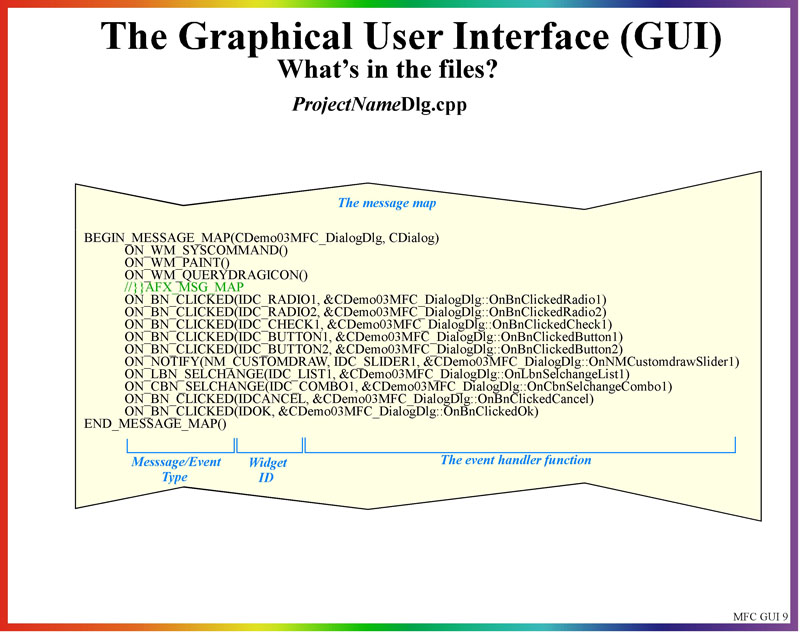 The Graphical User Interface (GUI)
What's in the files?
ProjectNameDlg.cpp
The message map
BEGIN_MESSAGE_MAP(CDemo03MFC_DialogDlg, CDialog)
ON_WM_SYSCOMMAND()
ON_WM_PAINT()
ON_WM_QUERYDRAGICON()
//}}AFX_MSG_MAP
ON_BN_CLICKED(IDC_RADIO1, &CDemo03MFC_DialogDlg::OnBnClickedRadio1)
ON_BN_CLICKED(IDC_RADIO2, &CDemo03MFC_DialogDlg::OnBnClickedRadio2)
ON_BN_CLICKED(IDC_CHECK1, &CDemo03MFC_DialogDlg::OnBnClickedCheck1)
ON_BN_CLICKED(IDC_BUTTON1, &CDemo03MFC_DialogDlg::OnBnClickedButton1)
ON_BN_CLICKED(IDC_BUTTON2, &CDemo03MFC_DialogDlg::OnBnClickedButton2)
ON_NOTIFY(NM_CUSTOMDRAW, IDC_SLIDER1, &CDemo03MFC_DialogDlg::OnNMCustomdrawSlider1)
ON_LBN_SELCHANGE(IDC_LIST1, &CDemo03MFC_DialogDlg::OnLbnSelchangeList1)
ON_CBN_SELCHANGE(IDC_COMBO1, &CDemo03MFC_DialogDlg::OnCbnSelchangeCombo1)
ON_BN_CLICKED(IDCANCEL, &CDemo03MFC_DialogDlg::OnBnClickedCancel)
ON_BN_CLICKED(IDOK, &CDemo03MFC_DialogDlg::OnBnClickedOk)
END_MESSAGE_MAP()
Messsage/Event
Type
Widget
ID
The event handler function
MFC GUI 9